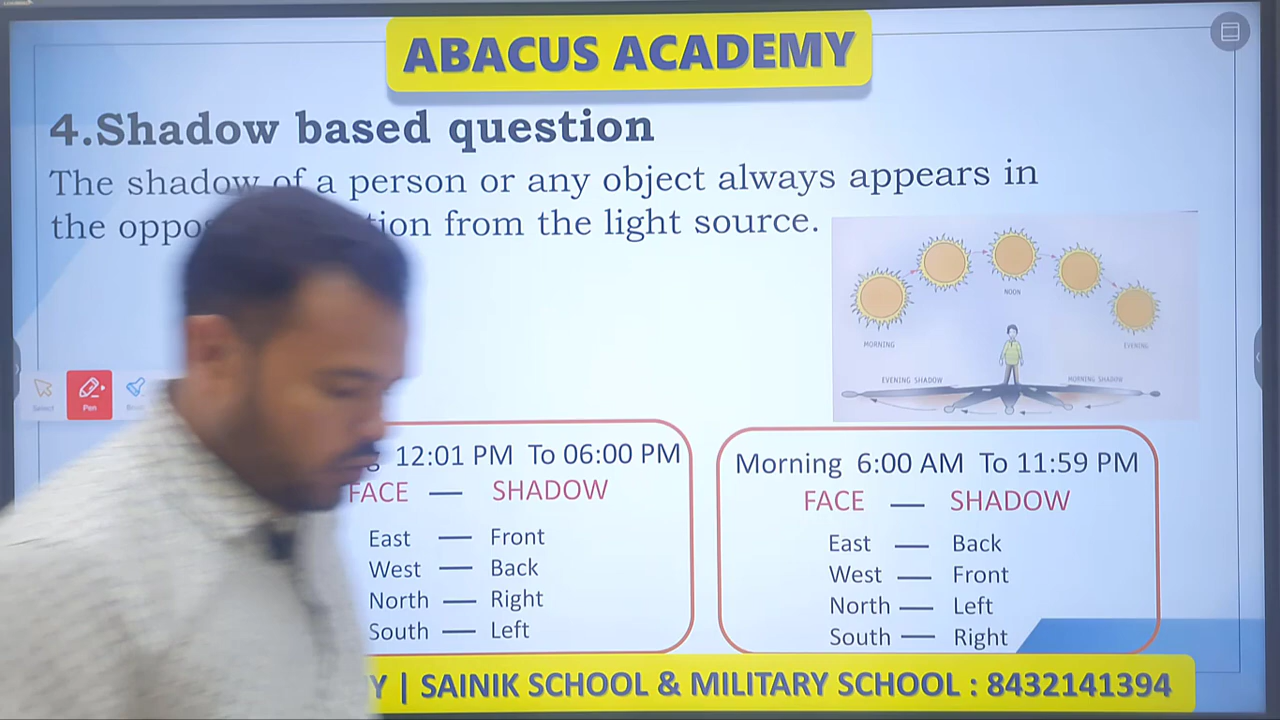 ABACUS ACADEMY
4.Shadow based question
The shadow of a person or any object always appears in
the oppo tion from the light source.
NOON
MORNING
EVENING
EVENING SHADOW
MORNING SHADOW
Select
Pen
12:01 PM To 06:00 PM
FACE — SHADOW
East — Front
West — Back
North — Right
South — Left
Morning 6:00 AM To 11:59 PM
FACE — SHADOW
East — Back
West — Front
North — Left
South — Right
Y | SAINIK SCHOOL & MILITARY SCHOOL : 8432141394